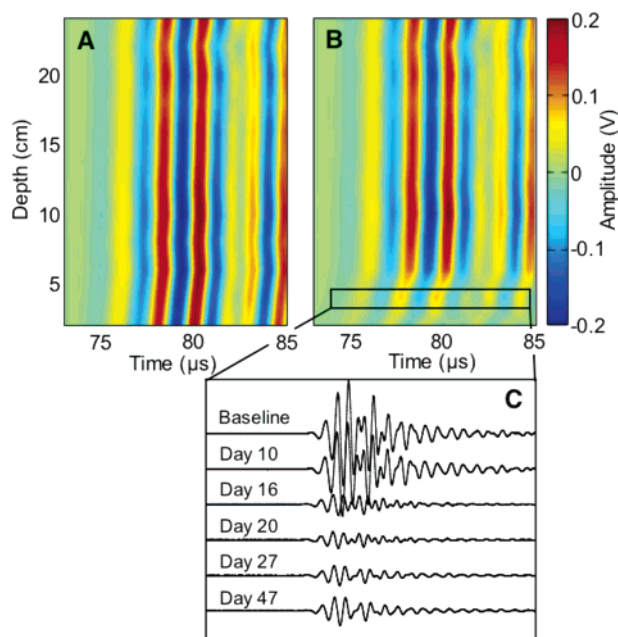 A
B
0.2
0.1
0
-0.1
-0.2
Amplitude (V)
20
15
10
5
Depth (cm)
75
80
85
Time (µs)
75
80
85
Time (µs)
C
Baseline
Day 10
Day 16
Day 20
Day 27
Day 47